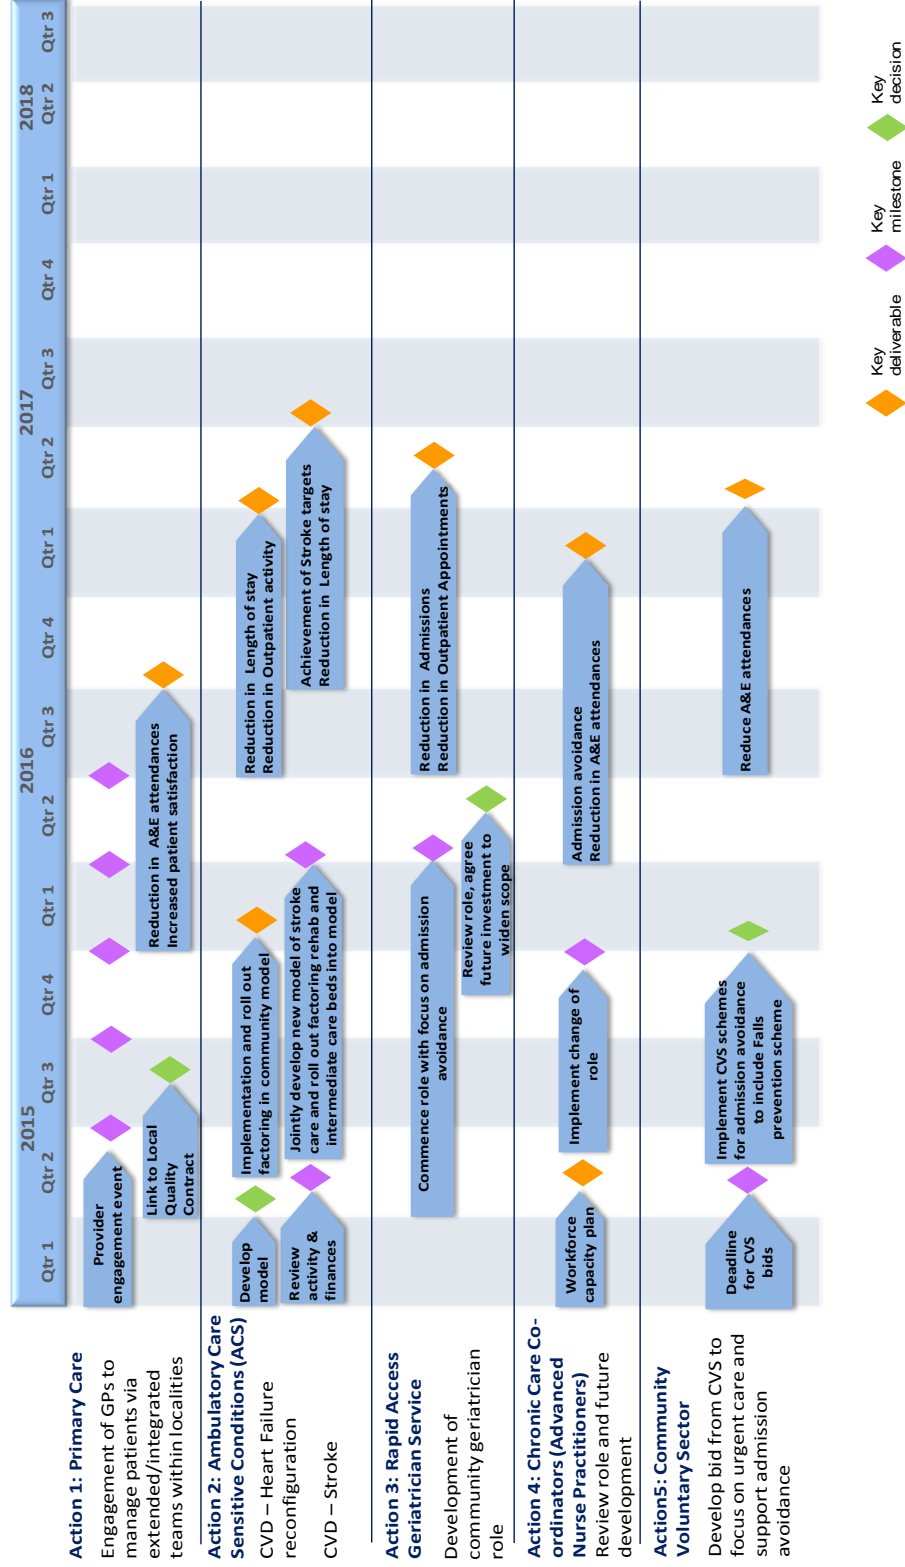 2015
2016
2017
2018
Qtr 1
Qtr 2
Qtr 3
Qtr 4
Qtr 1
Qtr 2
Qtr 3
Qtr 4
Qtr 1
Qtr 2
Qtr 3
Qtr 4
Qtr 1
Qtr 2
Qtr 3
Action 1: Primary Care
Engagement of GPs to
manage patients via
extended/integrated
teams within localities
Provider
engagement event
Link to Local
Quality
Contract
Reduction in A&E attendances
Increased patient satisfaction
Action 2: Ambulatory Care
Sensitive Conditions (ACS)
CVD – Heart Failure
reconfiguration
CVD – Stroke
Develop
model
Implementation and roll out
factoring in community model
Reduction in Length of stay
Reduction in Outpatient activity
Review
activity &
finances
Jointly develop new model of stroke
care and roll out factoring rehab and
intermediate care beds into model
Achievement of Stroke targets
Reduction in Length of stay
Action 3: Rapid Access
Geriatrician Service
Development of
community geriatrician
role
Commence role with focus on admission
avoidance
Reduction in Admissions
Reduction in Outpatient Appointments
Review role, agree
future investment to
widen scope
Action 4: Chronic Care Co-
ordinators (Advanced
Nurse Practitioners)
Review role and future
development
Workforce
capacity plan
Implement change of
role
Admission avoidance
Reduction in A&E attendances
Action5: Community
Voluntary Sector
Develop bid from CVS to
focus on urgent care and
support admission
avoidance
Deadline
for CVS
bids
Implement CVS schemes
for admission avoidance
to include Falls
prevention scheme
Reduce A&E attendances
Key
deliverable
Key
milestone
Key
decision